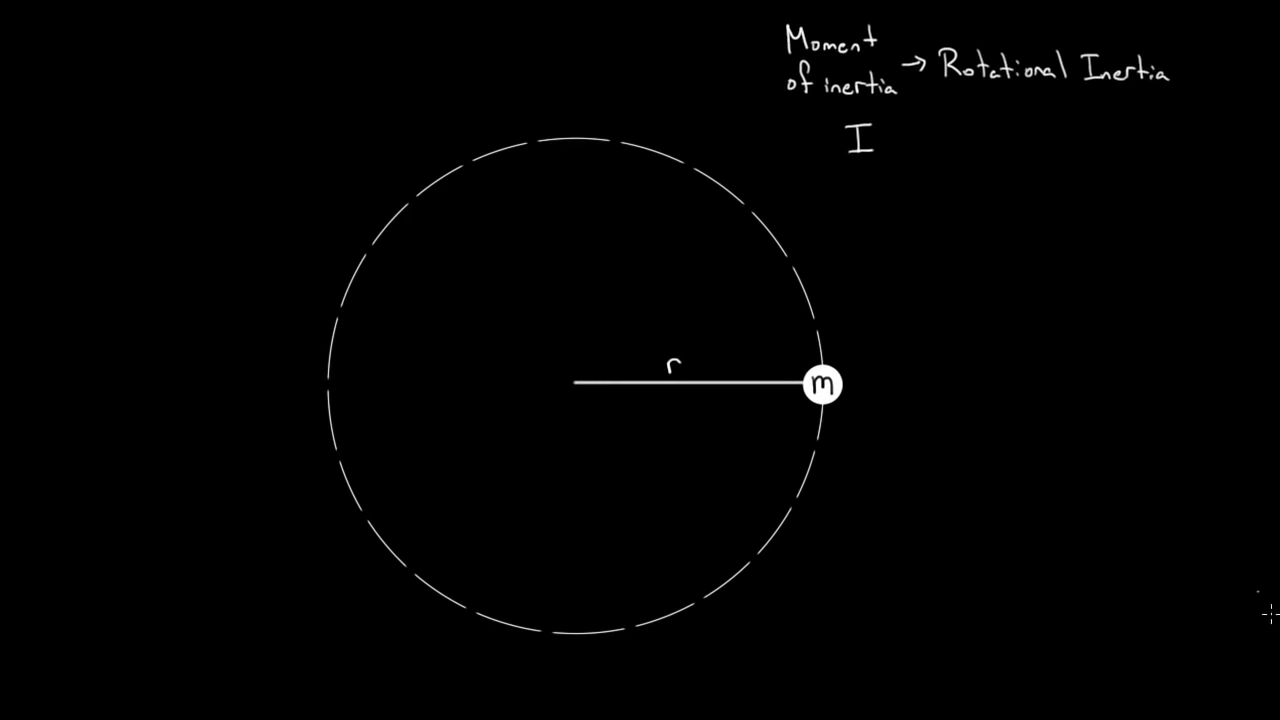 Moment
of inertia → Rotational Inertia
I
r
m